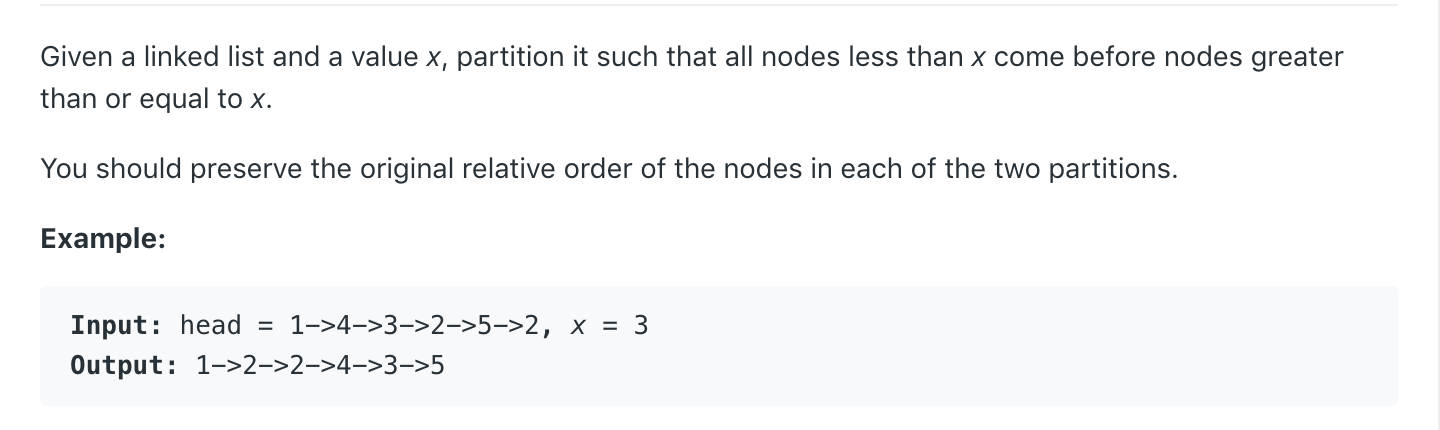 Given a linked list and a value x, partition it such that all nodes less than x come before nodes greater
than or equal to x.
You should preserve the original relative order of the nodes in each of the two partitions.
Example:
Input: head = 1->4->3->2->5->2, x = 3
Output: 1->2->2->4->3->5